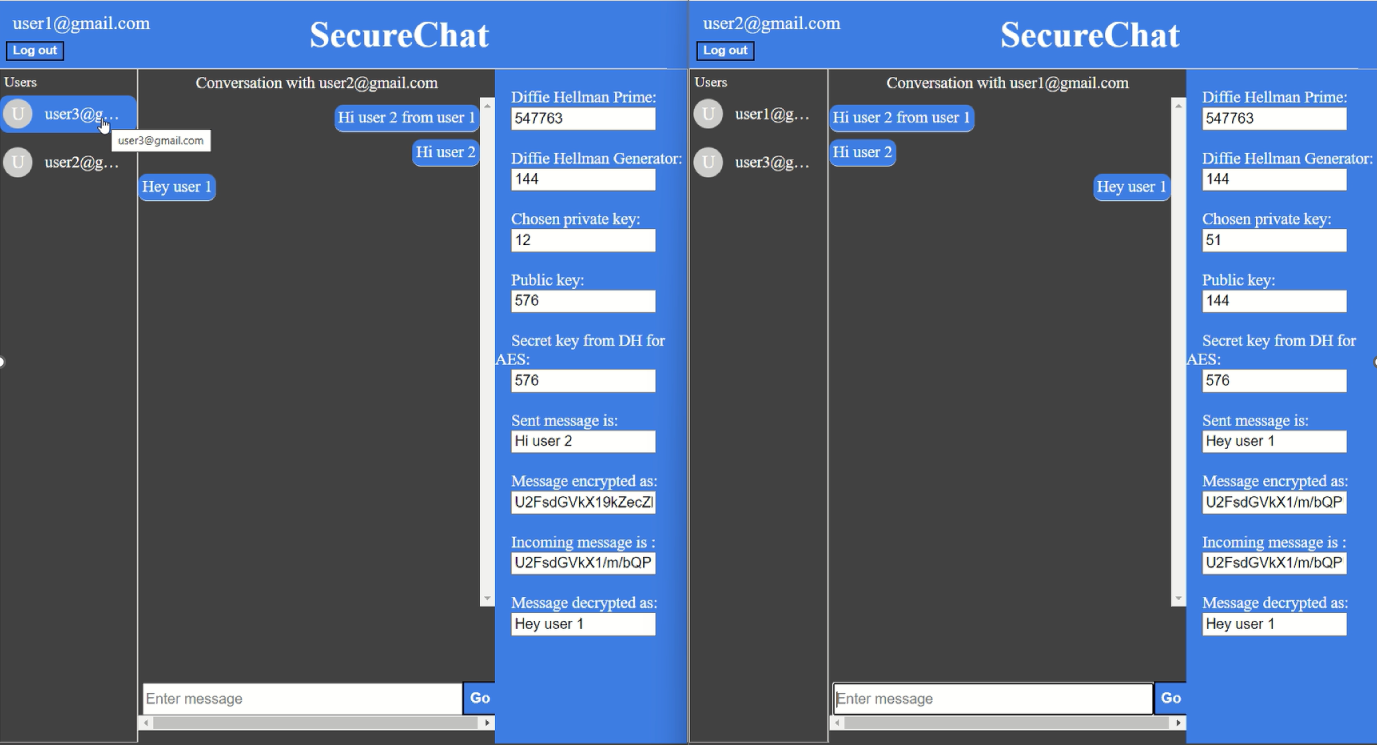 user1@gmail.com
SecureChat
Log out
Users
user3@g...
user3@gmail.com
user2@g...
Conversation with user2@gmail.com
Hi user 2 from user 1
Hi user 2
Hey user 1
Enter message
Go
Diffie Hellman Prime:
547763
Diffie Hellman Generator:
144
Chosen private key:
12
Public key:
576
Secret key from DH for
AES:
576
Sent message is:
Hi user 2
Message encrypted as:
U2FsdGVkX19kZecZl
Incoming message is :
U2FsdGVkX1/m/bQP
Message decrypted as:
Hey user 1
user2@gmail.com
SecureChat
Log out
Users
user1@g...
user3@g...
Conversation with user1@gmail.com
Hi user 2 from user 1
Hi user 2
Hey user 1
Enter message
Go
Diffie Hellman Prime:
547763
Diffie Hellman Generator:
144
Chosen private key:
51
Public key:
144
Secret key from DH for
AES:
576
Sent message is:
Hey user 1
Message encrypted as:
U2FsdGVkX1/m/bQP
Incoming message is :
U2FsdGVkX1/m/bQP
Message decrypted as:
Hey user 1